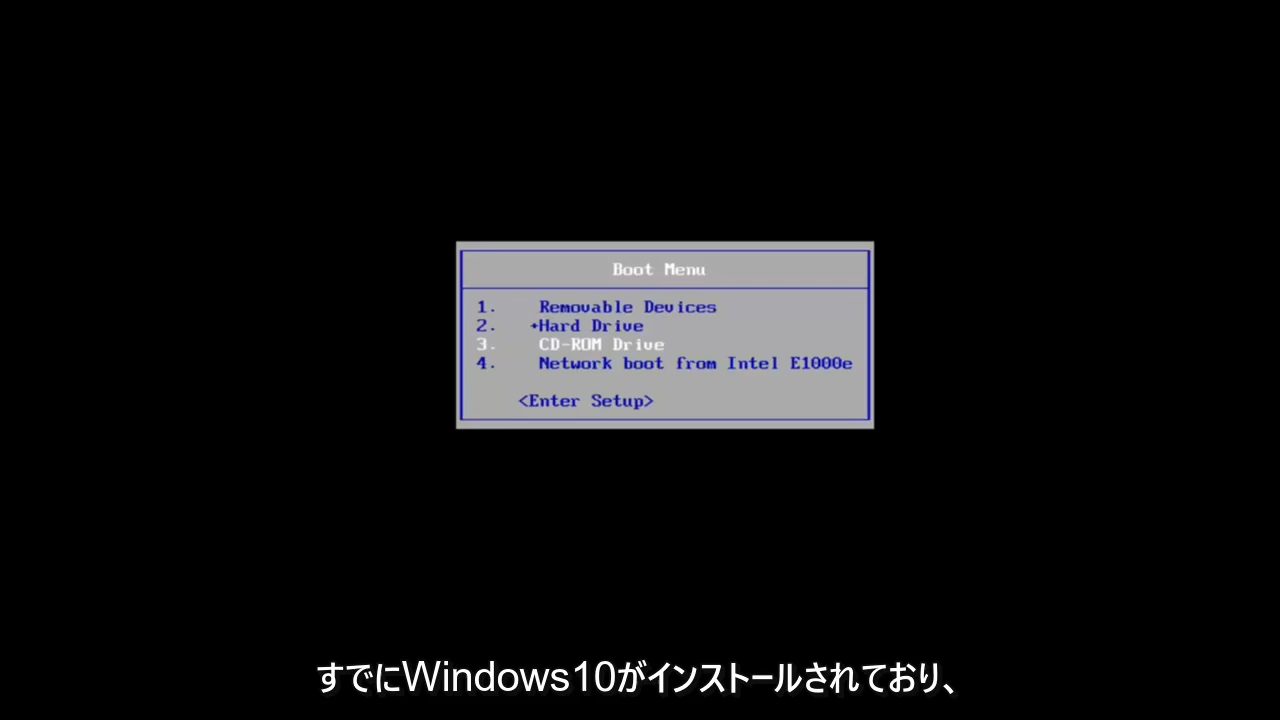 Boot Menu
1. Removable Devices
2. +Hard Drive
3. CD-ROM Drive
4. Network boot from Intel E1000e
<Enter Setup>
すでにWindows10がインストールされており、